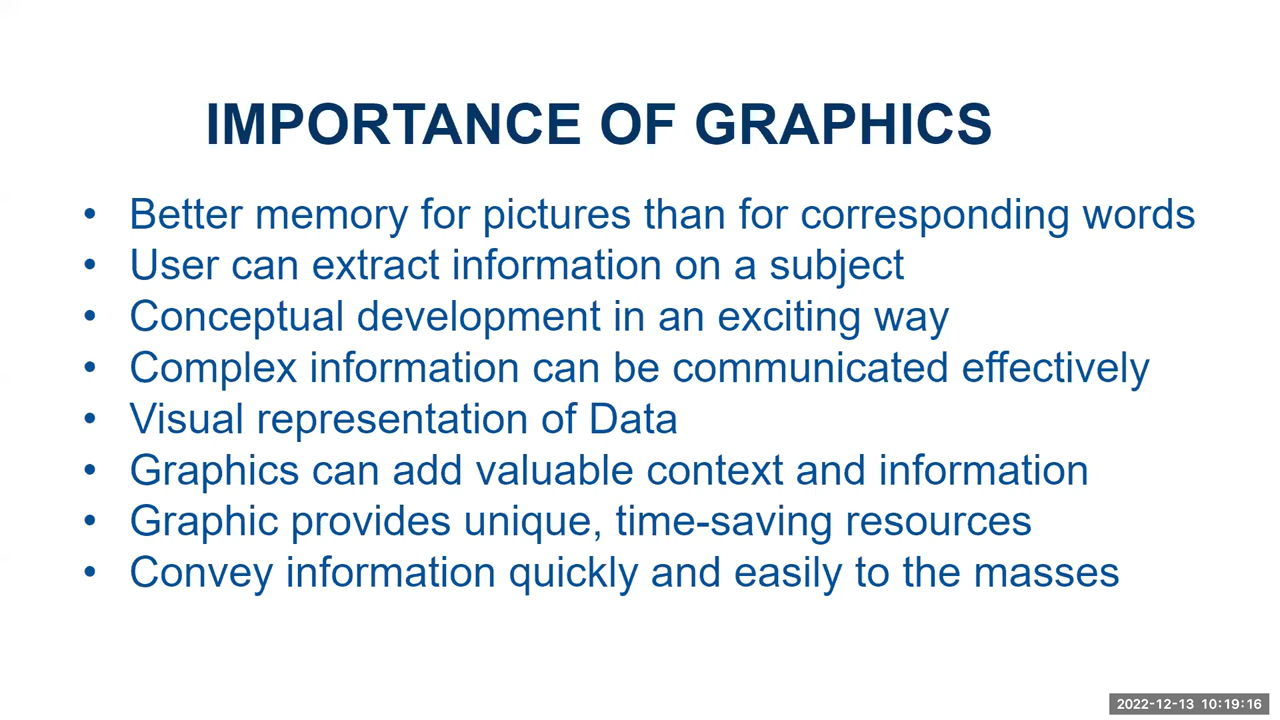 IMPORTANCE OF GRAPHICS
• Better memory for pictures than for corresponding words
• User can extract information on a subject
• Conceptual development in an exciting way
• Complex information can be communicated effectively
• Visual representation of Data
• Graphics can add valuable context and information
• Graphic provides unique, time-saving resources
• Convey information quickly and easily to the masses
2022-12-13 10:19:16